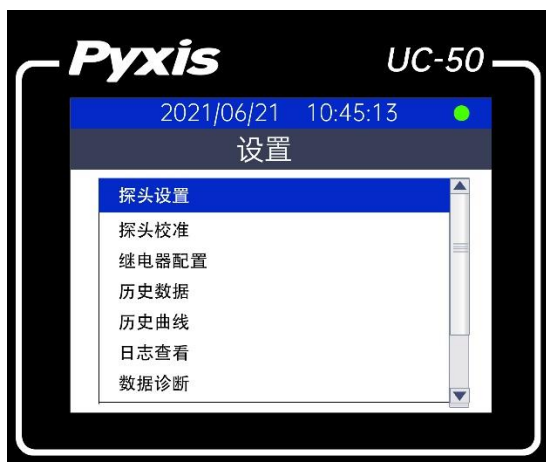 Pyxis UC-50
2021/06/21 10:45:13
设置
探头设置
探头校准
继电器配置
历史数据
历史曲线
日志查看
数据诊断